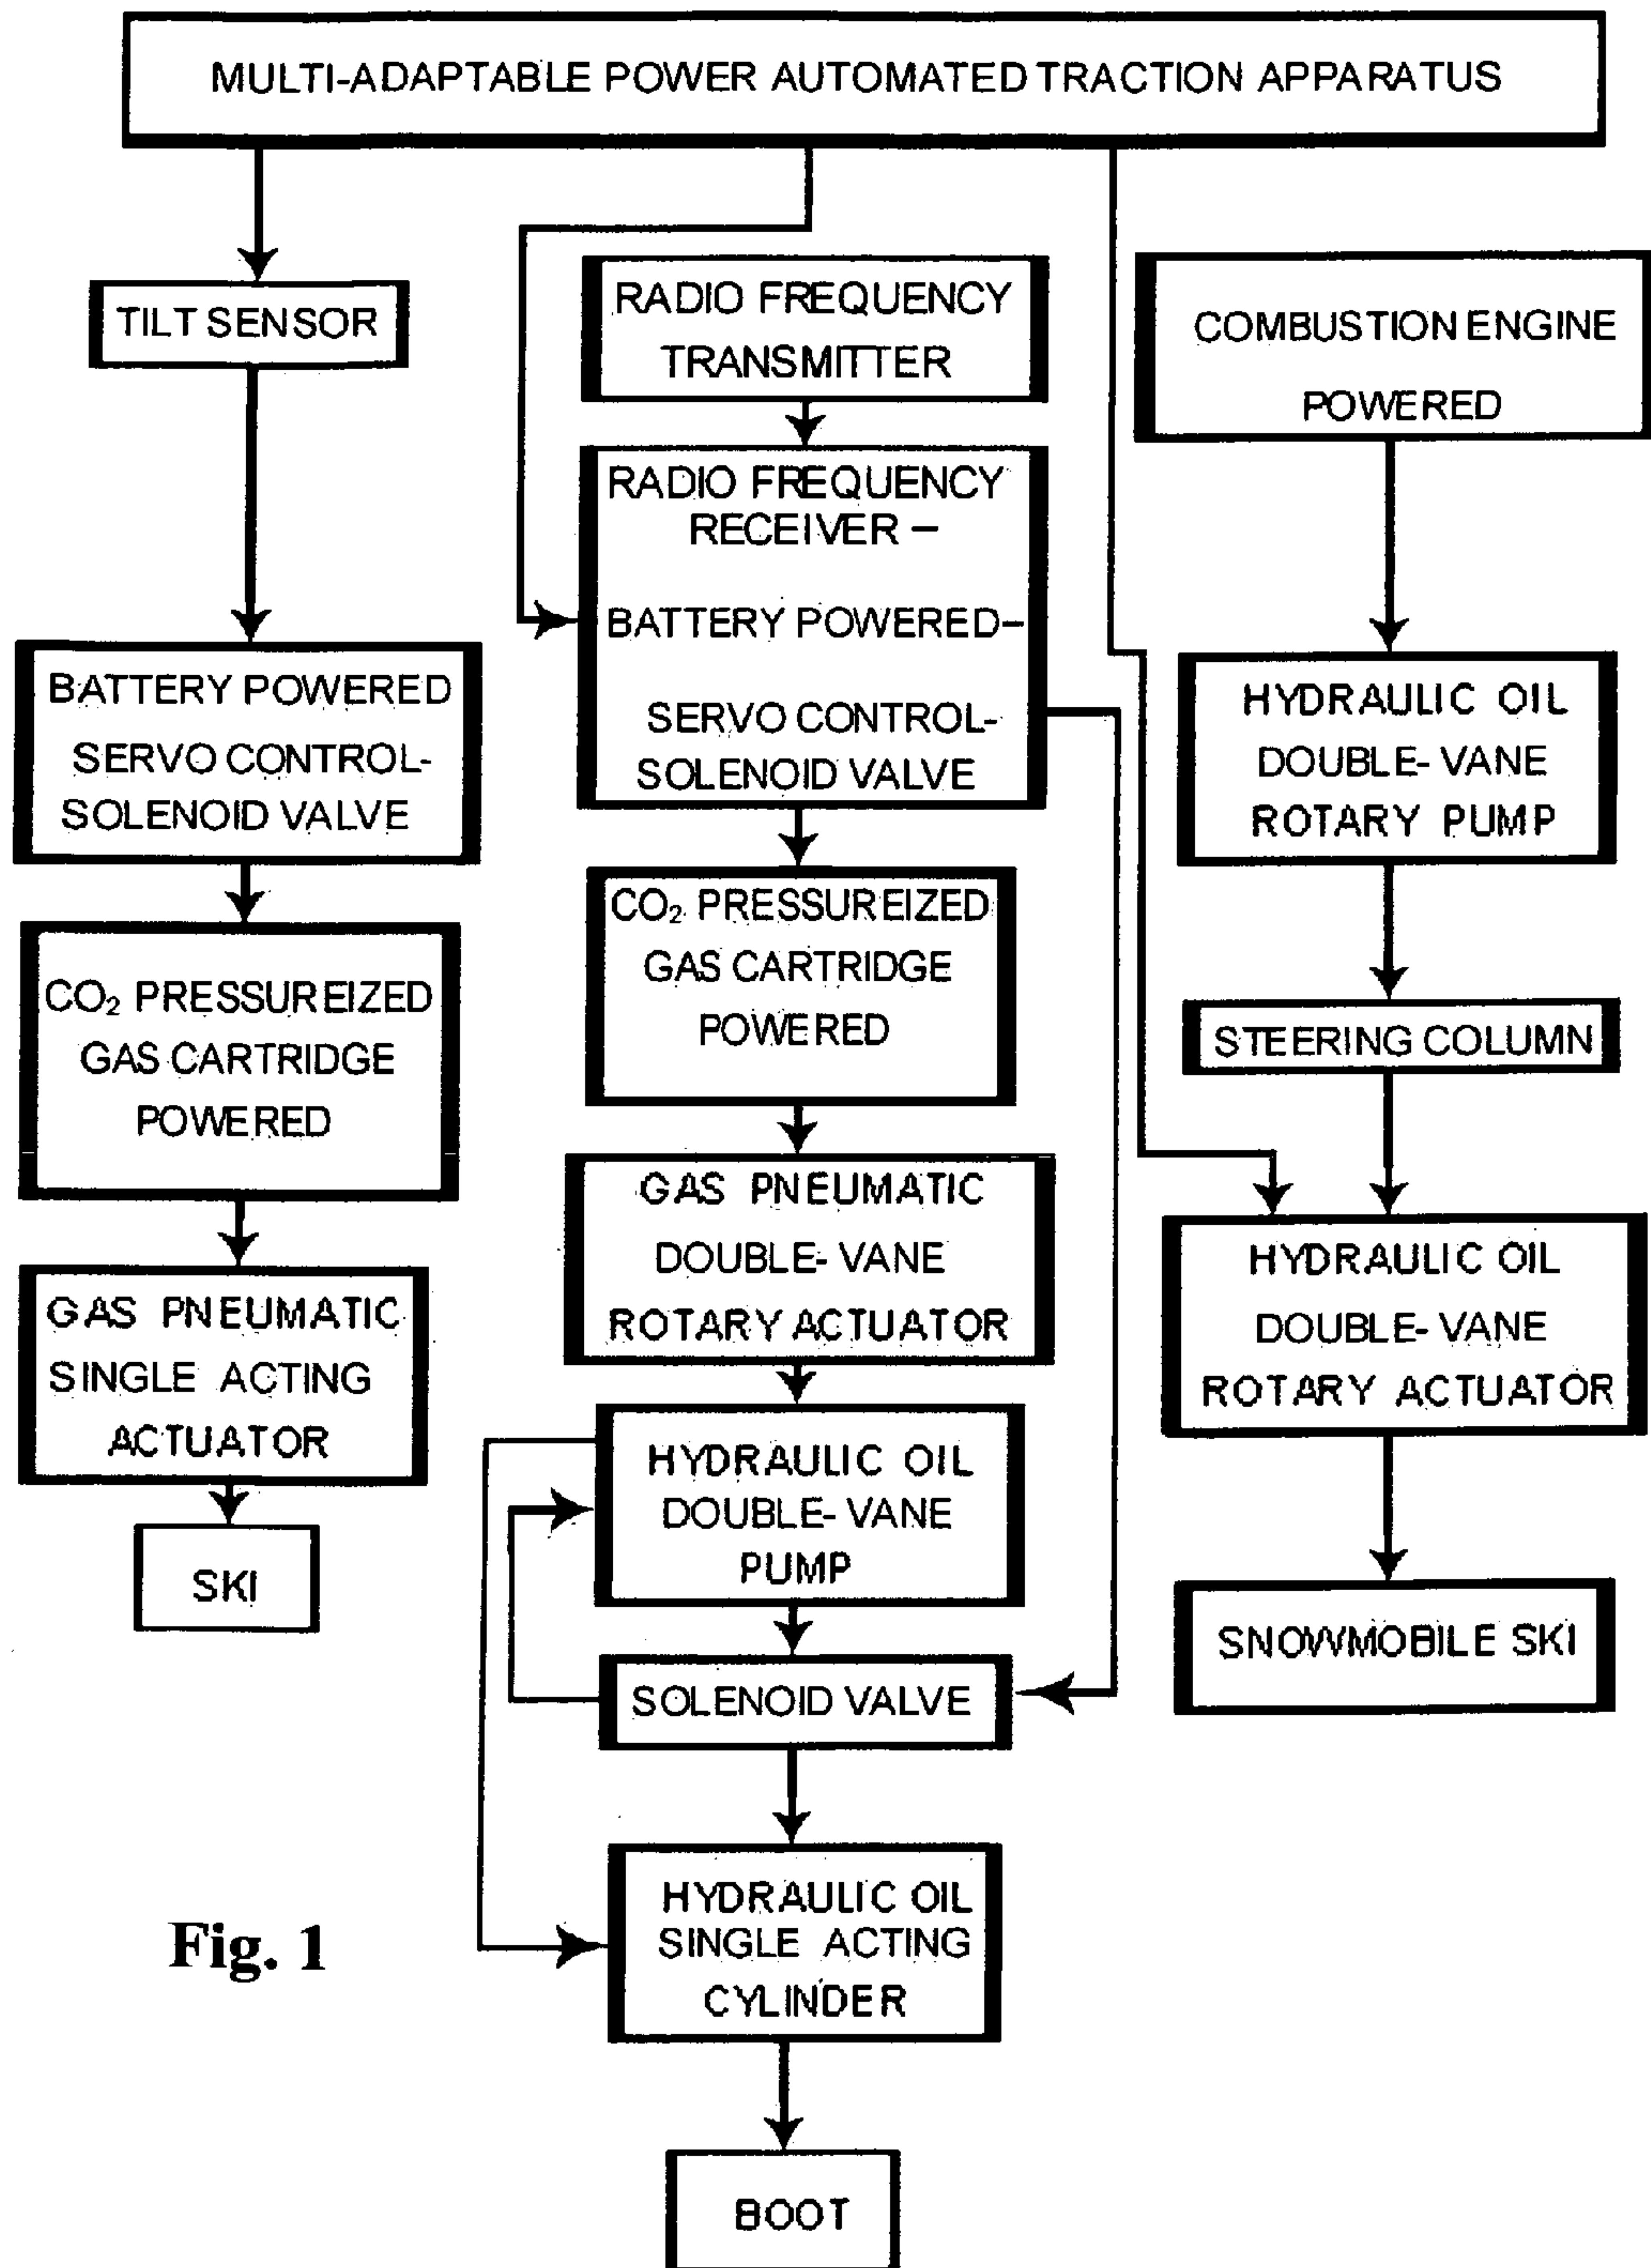 MULTI-ADAPTABLE POWER AUTOMATED TRACTION APPARATUS
TILT SENSOR
BATTERY POWERED
SERVO CONTROL-
SOLENOID VALVE
CO₂ PRESSUREIZED
GAS CARTRIDGE
POWERED
GAS PNEUMATIC
SINGLE ACTING
ACTUATOR
SKI
RADIO FREQUENCY
TRANSMITTER
RADIO FREQUENCY
RECEIVER –
BATTERY POWERED–
SERVO CONTROL-
SOLENOID VALVE
CO₂ PRESSUREIZED
GAS CARTRIDGE
POWERED
GAS PNEUMATIC
DOUBLE-VANE
ROTARY ACTUATOR
HYDRAULIC OIL
DOUBLE-VANE
PUMP
SOLENOID VALVE
HYDRAULIC OIL
SINGLE ACTING
CYLINDER
BOOT
COMBUSTION ENGINE
POWERED
HYDRAULIC OIL
DOUBLE-VANE
ROTARY PUMP
STEERING COLUMN
HYDRAULIC OIL
DOUBLE-VANE
ROTARY ACTUATOR
SNOWMOBILE SKI
Fig. 1